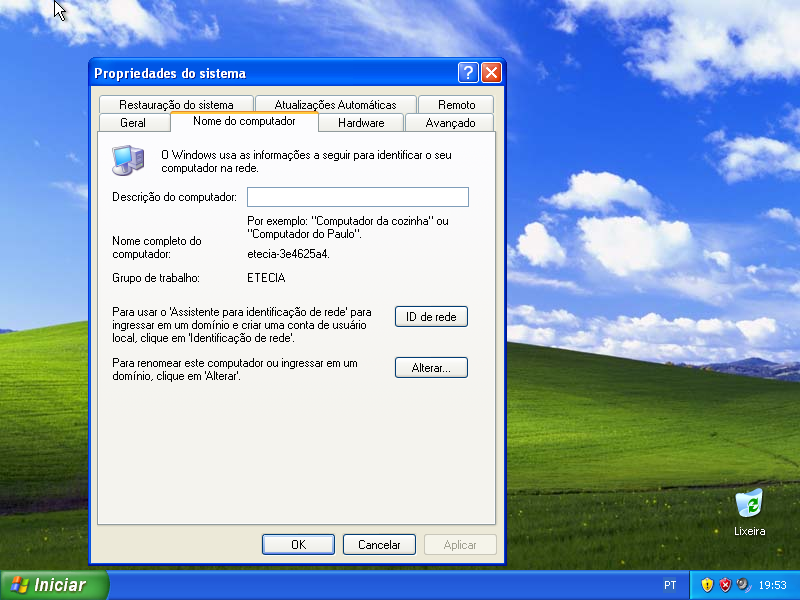 Propriedades do sistema
Restauração do sistema
Atualizações Automáticas
Remoto
Geral
Nome do computador
Hardware
Avançado
O Windows usa as informações a seguir para identificar o seu
computador na rede.
Descrição do computador:
Por exemplo: "Computador da cozinha" ou
"Computador do Paulo".
Nome completo do
computador:
etecia-3e4625a4.
Grupo de trabalho:
ETECIA
Para usar o 'Assistente para identificação de rede' para
ingressar em um domínio e criar uma conta de usuário
local, clique em 'Identificação de rede'.
ID de rede
Para renomear este computador ou ingressar em um
domínio, clique em 'Alterar'.
Alterar...
OK
Cancelar
Aplicar
Lixeira
Iniciar
PT
19:53